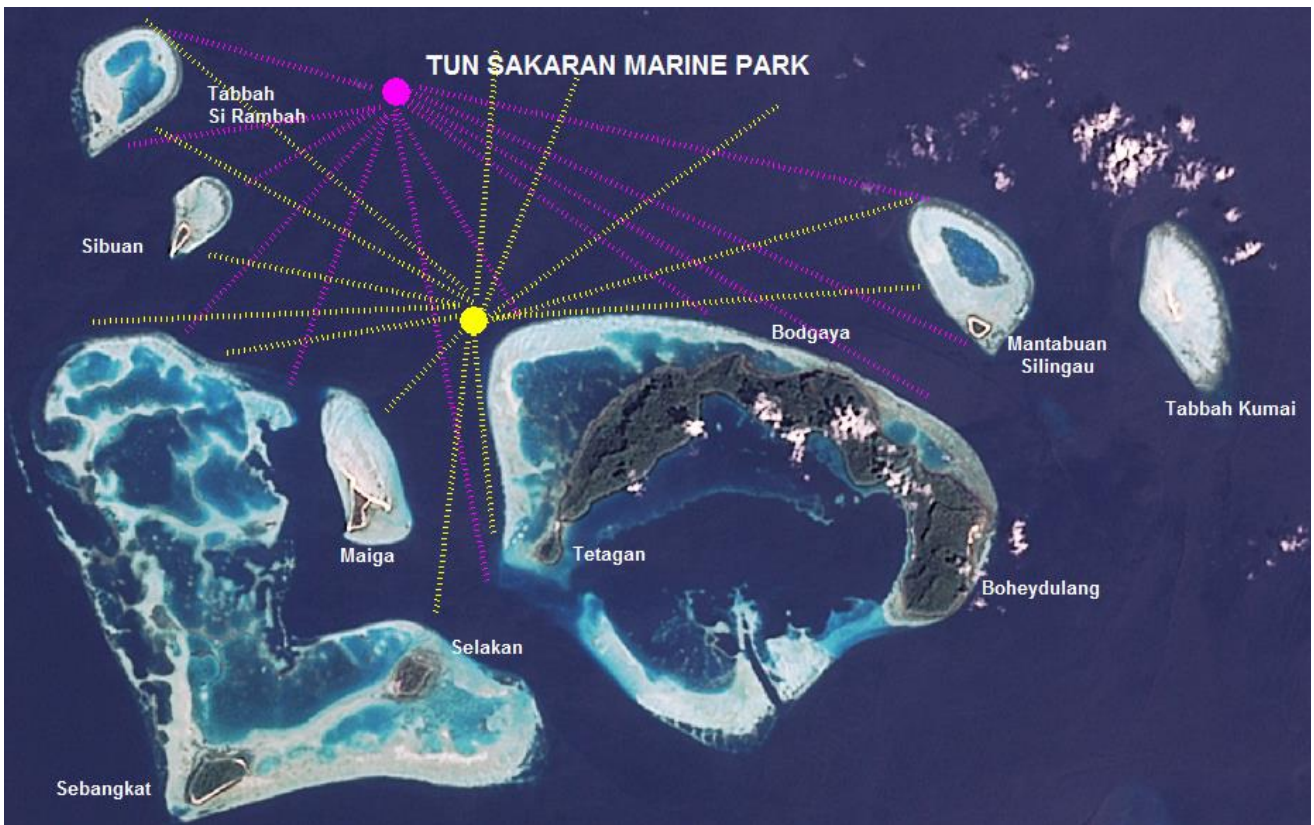 TUN SAKARAN MARINE PARK
Tabbah
Si Rambah
Sibuan
Bodgaya
Mantabuan
Silingau
Tabbah Kumai
Maiga
Tetagan
Boheydulang
Selakan
Sebangkat